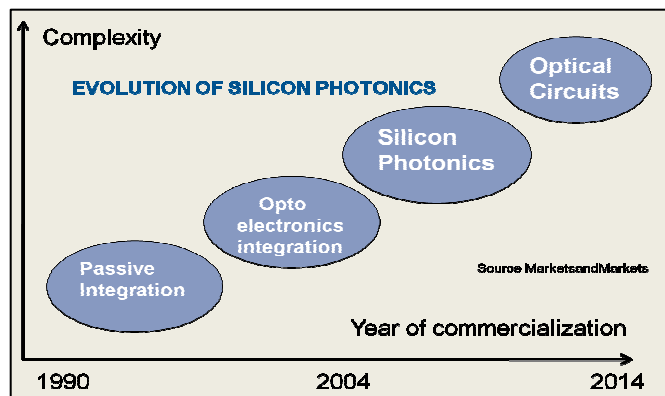 Complexity
EVOLUTION OF SILICON PHOTONICS
Optical
Circuits
Silicon
Photonics
Opto
electronics
integration
Passive
Integration
Source MarketsandMarkets
Year of commercialization
1990 2004 2014